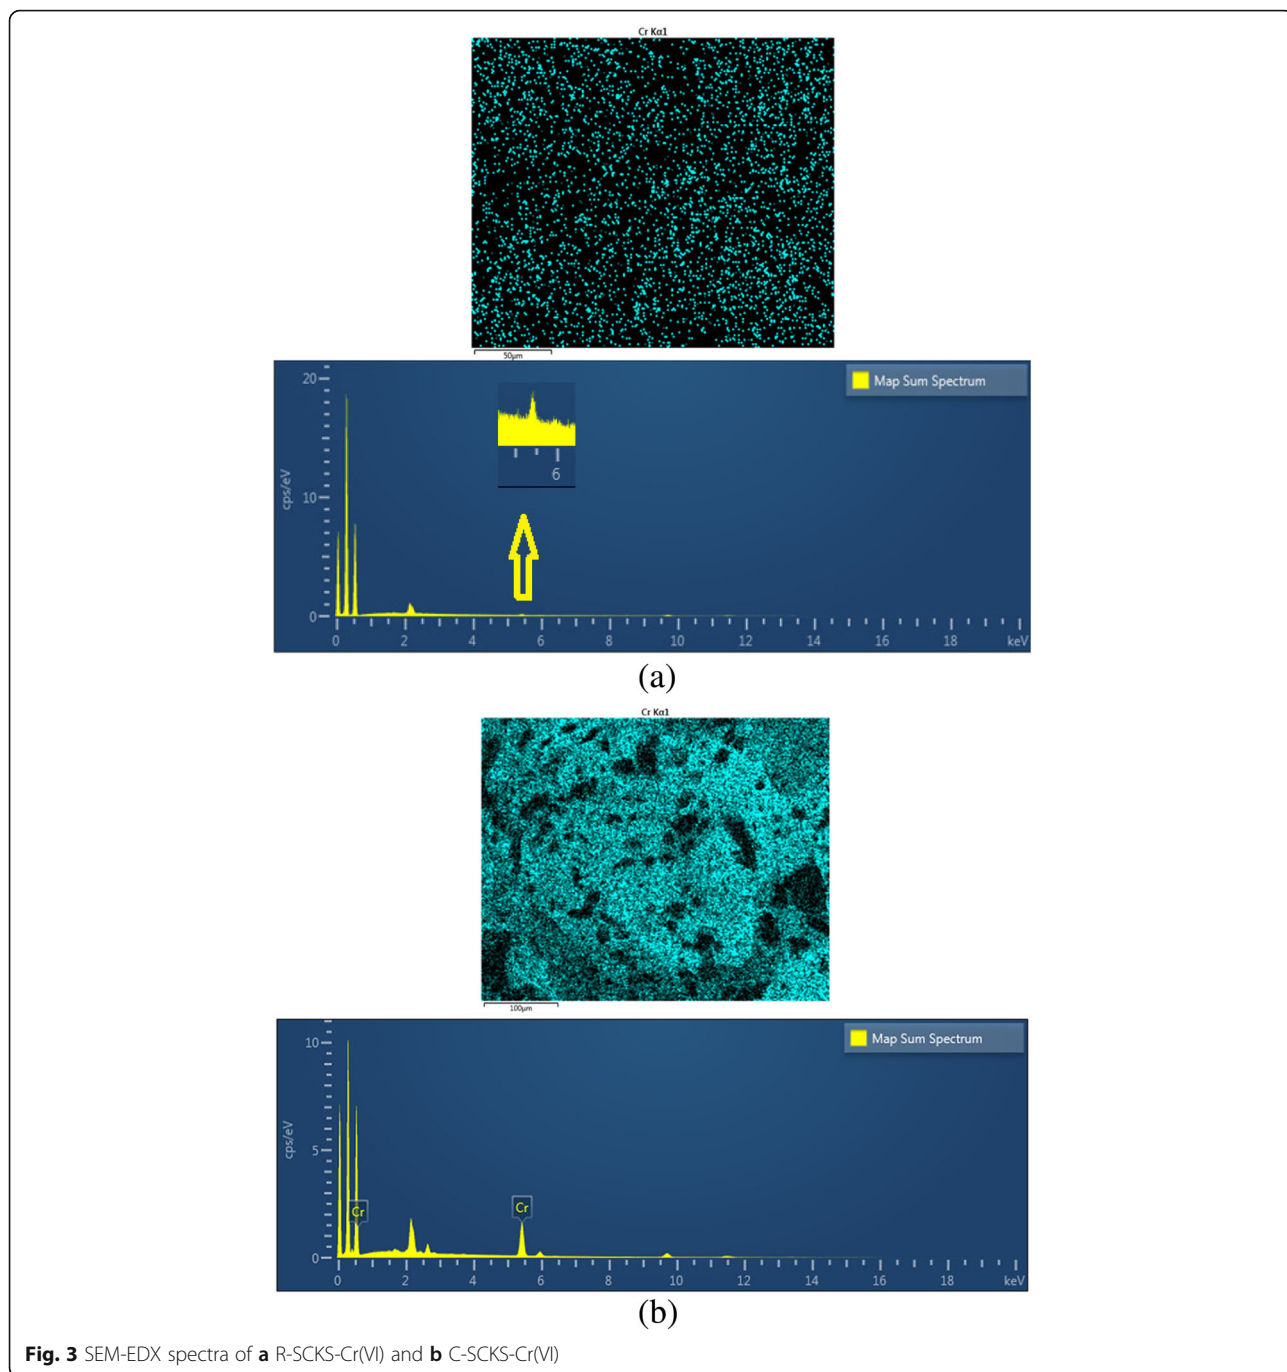 Cr Kα1
50µm
Map Sum Spectrum
20
10
0
cps/eV
6
0 2 4 6 8 10 12 14 16 18 keV
(a)
Cr Kα1
100µm
Map Sum Spectrum
10
5
0
cps/eV
Cr
Cr
0 2 4 6 8 10 12 14 16 18 keV
(b)
Fig. 3 SEM-EDX spectra of a R-SCKS-Cr(VI) and b C-SCKS-Cr(VI)